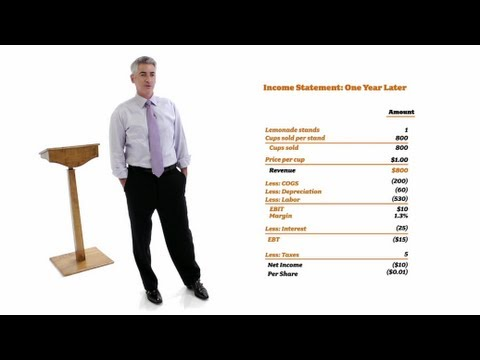 Income Statement: One Year Later
Amount
Lemonade stands 1
Cups sold per stand 800
Cups sold 800
Price per cup $1.00
Revenue $800
Less: COGS (200)
Less: Depreciation (60)
Less: Labor (530)
EBIT $10
Margin 1.3%
Less: Interest (25)
EBT ($15)
Less: Taxes 5
Net Income ($10)
Per Share ($0.01)